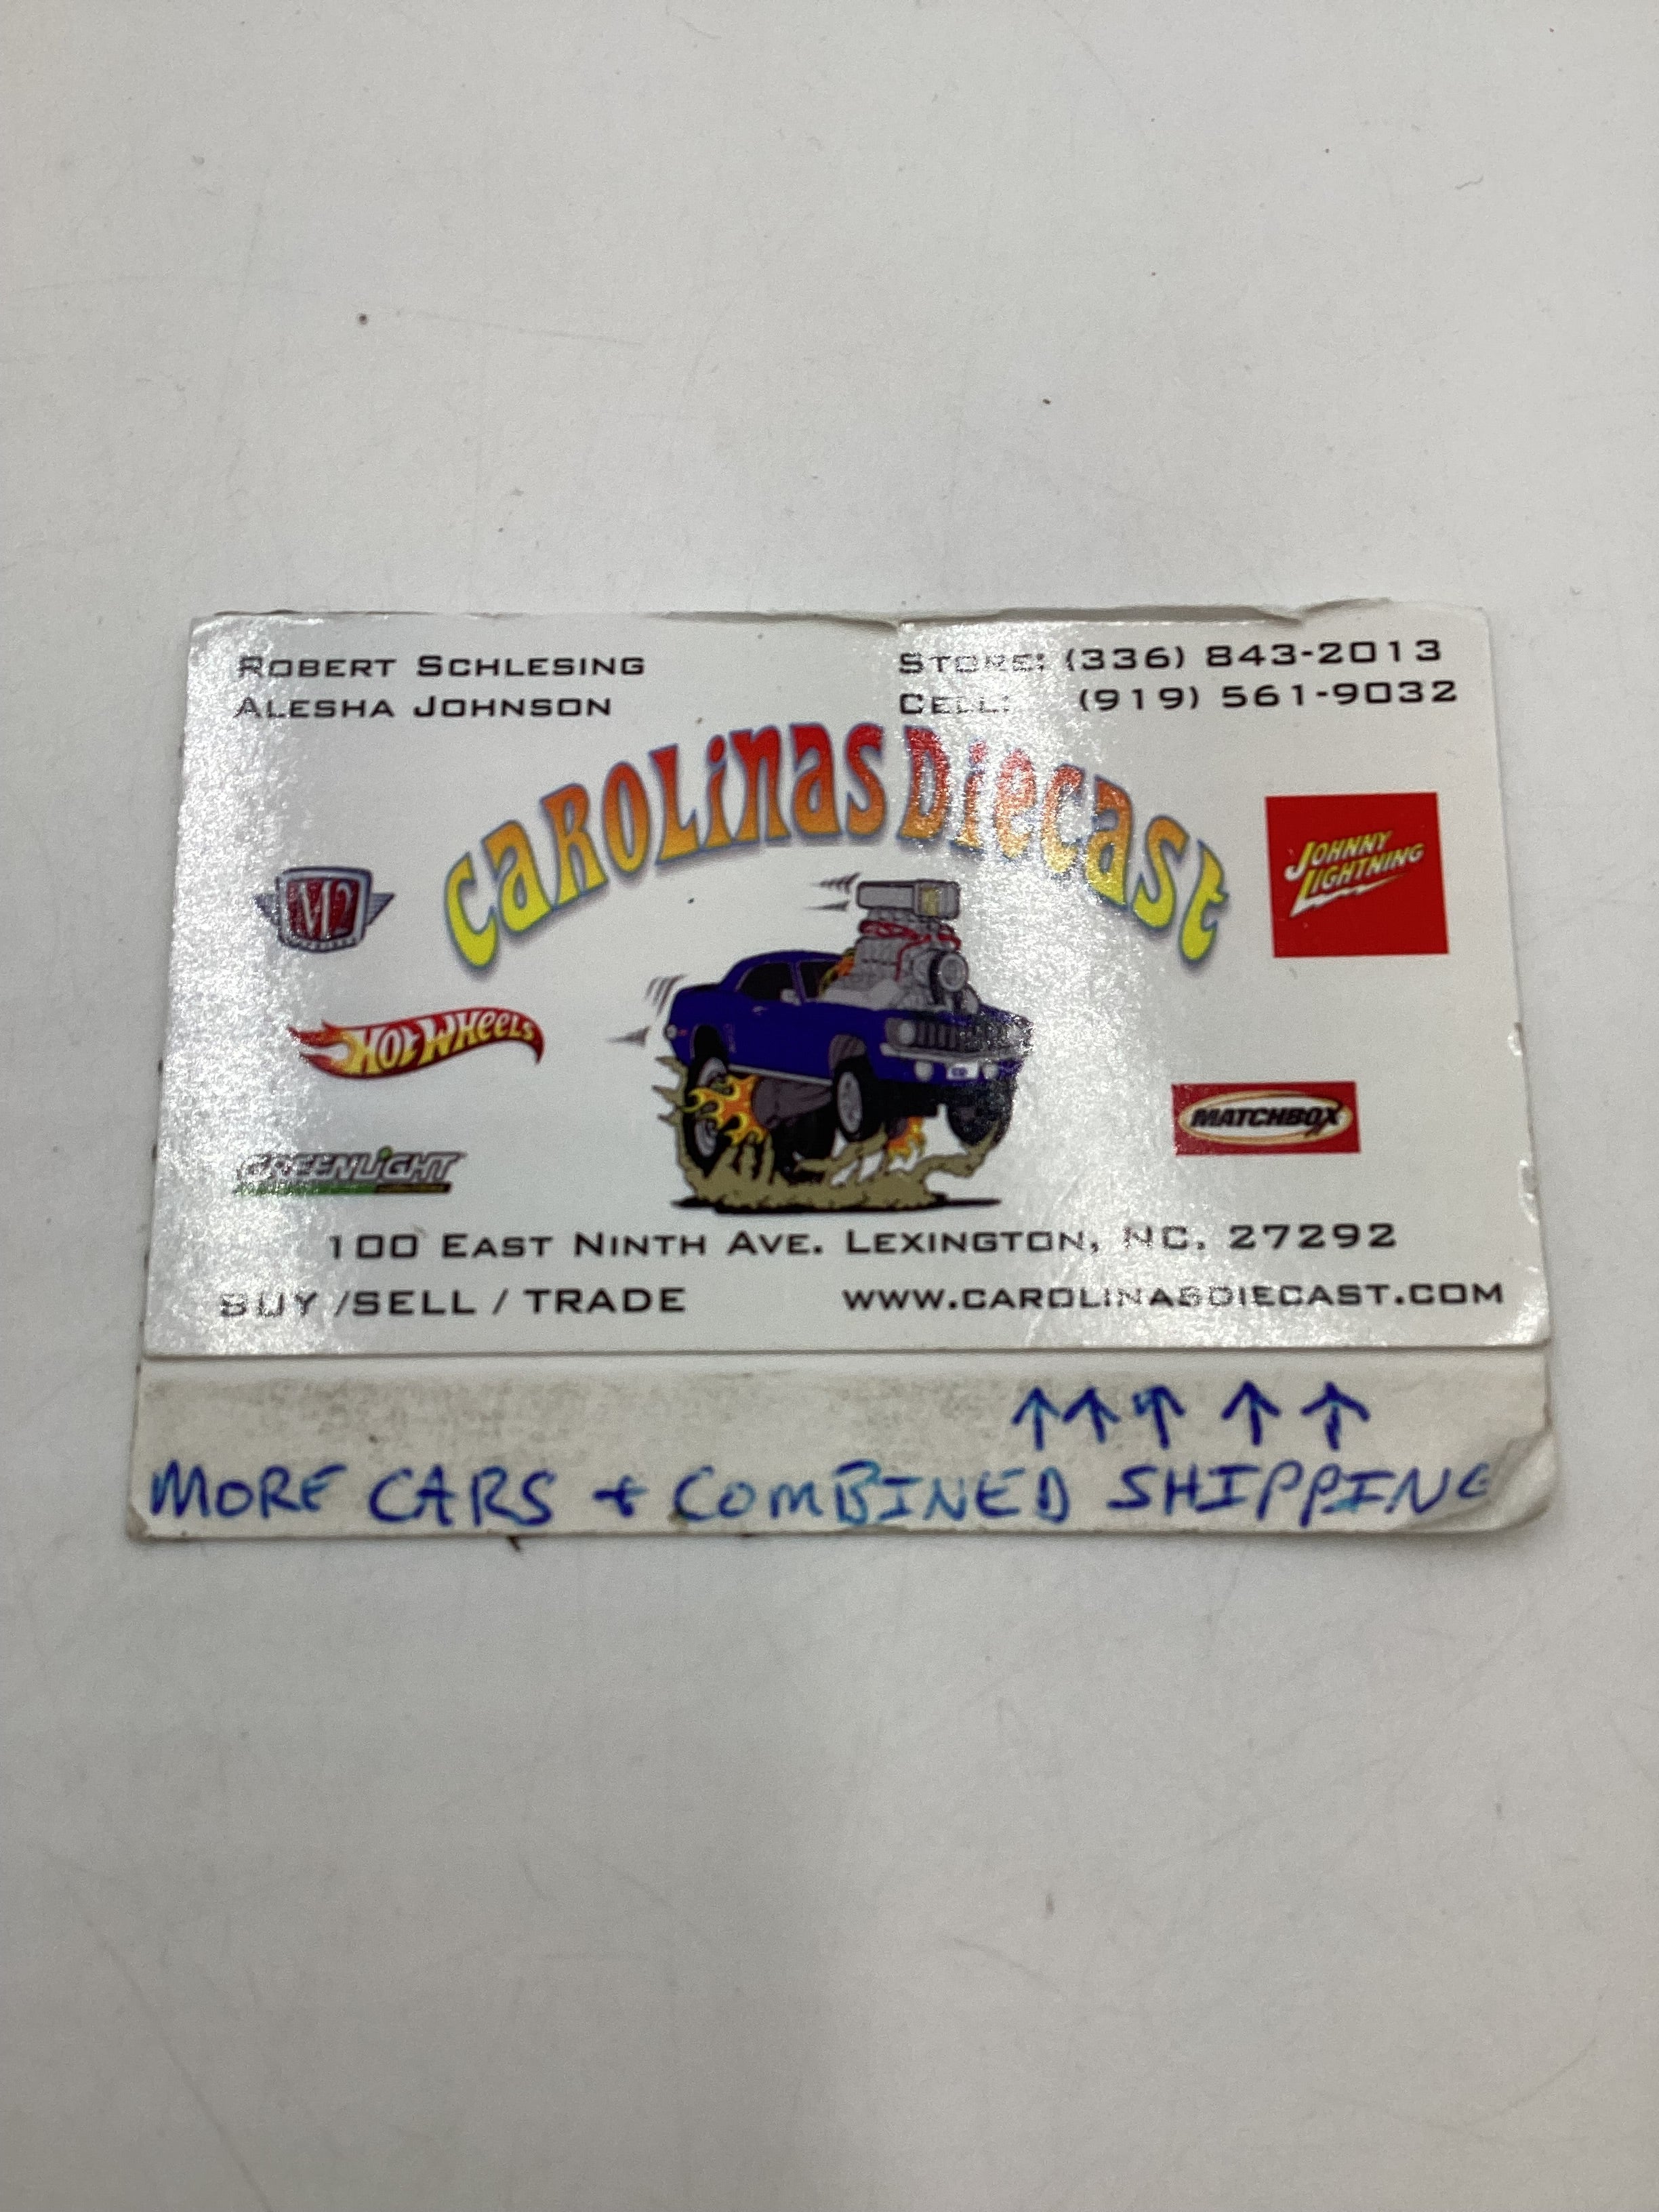 ROBERT SCHLESING
ALESHA JOHNSON
STORE: (336) 843-2013
CELL: (919) 561-9032
CAROLINAS DIECAST
M2
JOHNNY
LIGHTNING
HOT WHEELS
MATCHBOX
GREENLIGHT
100 EAST NINTH AVE. LEXINGTON, NC. 27292
BUY /SELL / TRADE
WWW.CAROLINASDIECAST.COM
↑↑↑↑↑
MORE CARS + COMBINED SHIPPING